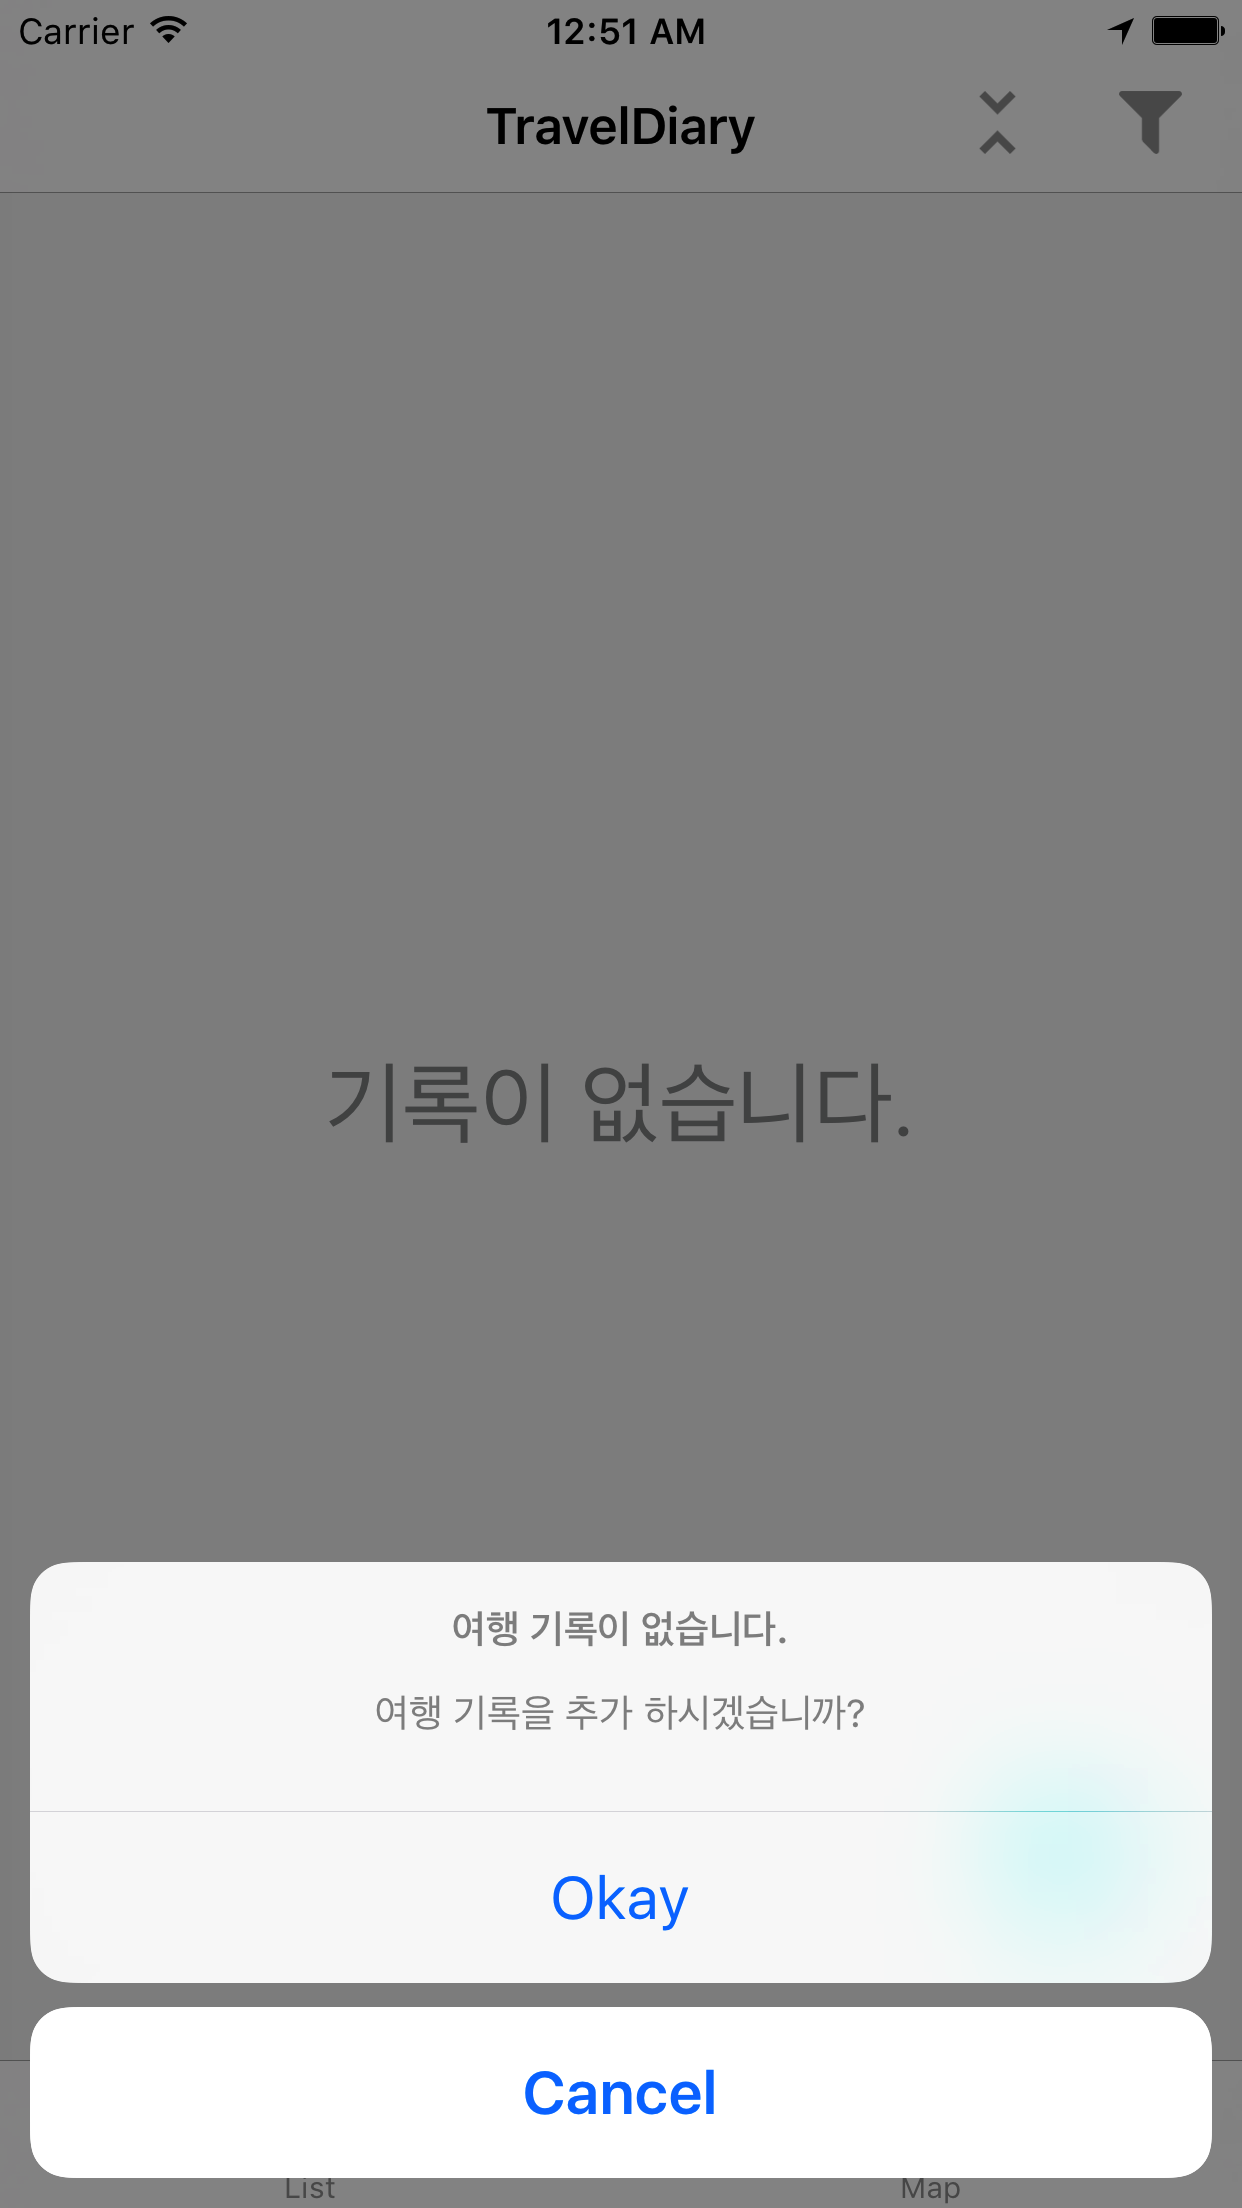 Carrier 12:51 AM
TravelDiary
기록이 없습니다.
여행 기록이 없습니다.
여행 기록을 추가 하시겠습니까?
Okay
Cancel
List Map